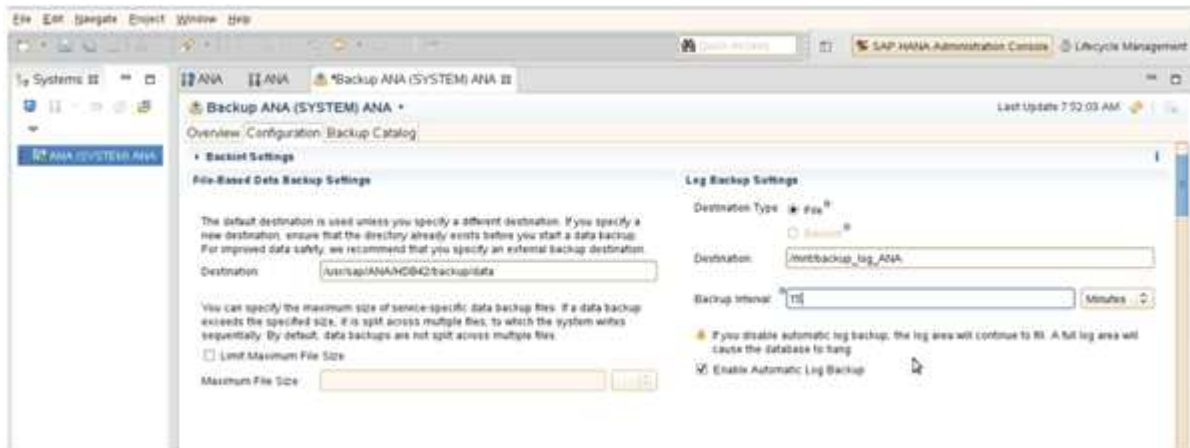 File Edit Navigate Project Window Help
Quick Access
SAP HANA Administration Console
Lifecycle Management
Systems
ANA
ANA
*Backup ANA (SYSTEM) ANA
Backup ANA (SYSTEM) ANA
Last Update 7:52:03 AM
ANA (SYSTEM) ANA
Overview Configuration Backup Catalog
Backint Settings
File-Based Data Backup Settings
The default destination is used unless you specify a different destination. If you specify a
new destination, ensure that the directory already exists before you start a data backup.
For improved data safety, we recommend that you specify an external backup destination.
Destination /usr/sap/ANA/HDB42/backup/data
You can specify the maximum size of service-specific data backup files. If a data backup
exceeds the specified size, it is split across multiple files, to which the system writes
sequentially. By default, data backups are not split across multiple files
Limit Maximum File Size
Maximum File Size
Log Backup Settings
Destination Type File
Backint
Destination /mnt/backup_log_ANA
Backup Interval 15 Minutes
If you disable automatic log backup, the log area will continue to fill. A full log area will
cause the database to hang
Enable Automatic Log Backup